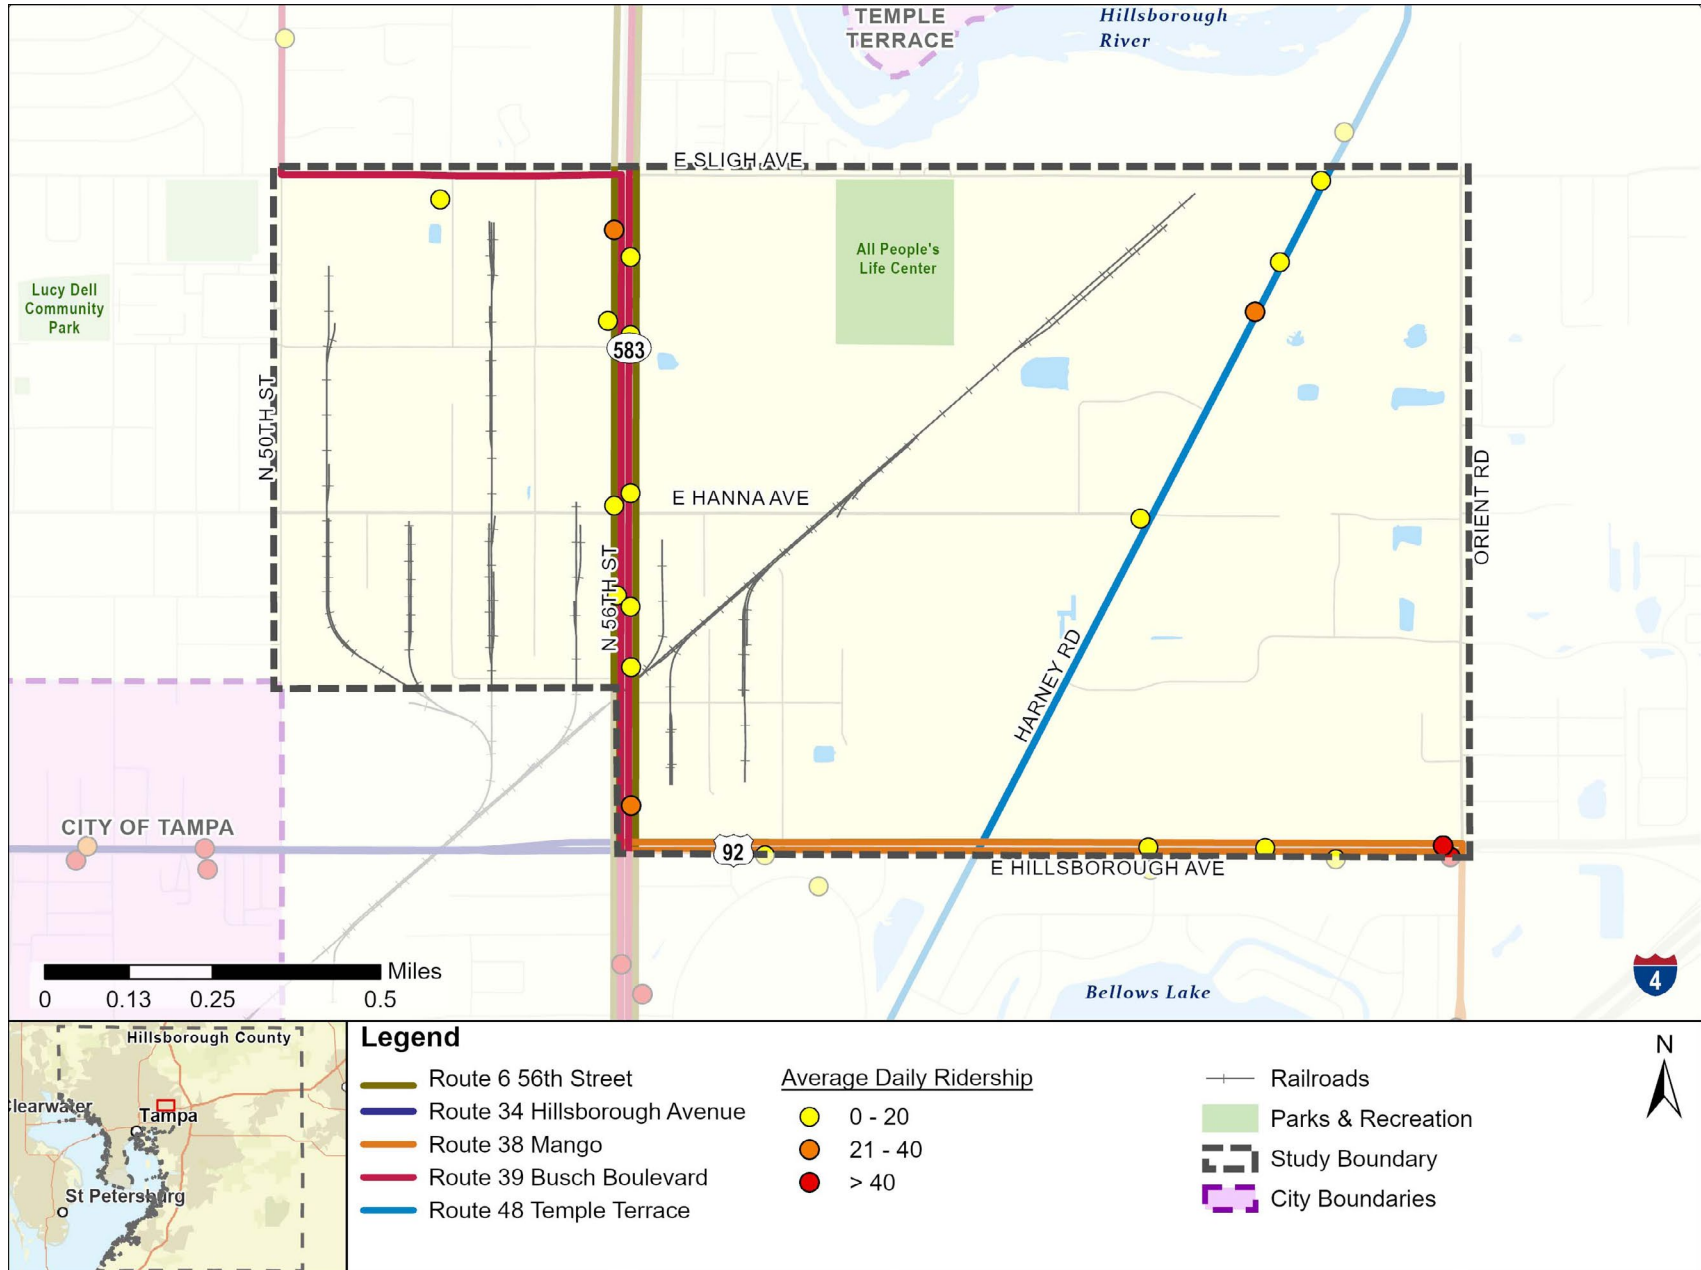 TEMPLE
TERRACE
Hillsborough
River
E SLIGH AVE
All People's
Life Center
Lucy Dell
Community
Park
583
N 50TH ST
E HANNA AVE
ORIENT RD
N 56TH ST
HARNEY RD
CITY OF TAMPA
92
E HILLSBOROUGH AVE
Miles
0 0.13 0.25 0.5
Bellows Lake
4
Hillsborough County
Clearwater
Tampa
St Petersburg
Legend
Route 6 56th Street
Route 34 Hillsborough Avenue
Route 38 Mango
Route 39 Busch Boulevard
Route 48 Temple Terrace
Average Daily Ridership
0 - 20
21 - 40
> 40
Railroads
Parks & Recreation
Study Boundary
City Boundaries
N